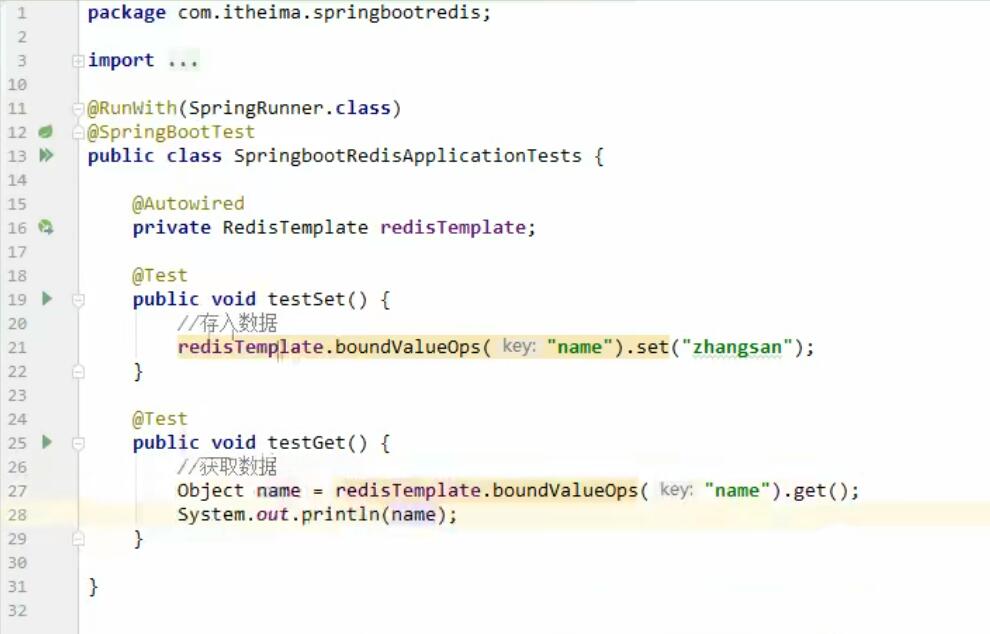 1 package com.itheima.springbootredis;
2
3 import ...
10
11 @RunWith(SpringRunner.class)
12 @SpringBootTest
13 public class SpringbootRedisApplicationTests {
14
15 @Autowired
16 private RedisTemplate redisTemplate;
17
18 @Test
19 public void testSet() {
20 //存入数据
21 redisTemplate.boundValueOps( key: "name").set("zhangsan");
22 }
23
24 @Test
25 public void testGet() {
26 //获取数据
27 Object name = redisTemplate.boundValueOps( key: "name").get();
28 System.out.println(name);
29 }
30
31 }
32